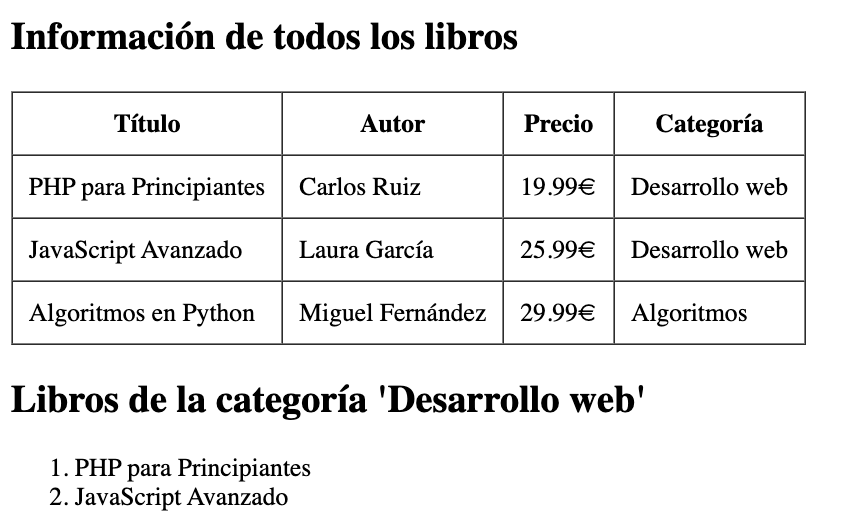 Información de todos los libros
Título Autor Precio Categoría
PHP para Principiantes Carlos Ruiz 19.99€ Desarrollo web
JavaScript Avanzado Laura García 25.99€ Desarrollo web
Algoritmos en Python Miguel Fernández 29.99€ Algoritmos
Libros de la categoría 'Desarrollo web'
1. PHP para Principiantes
2. JavaScript Avanzado